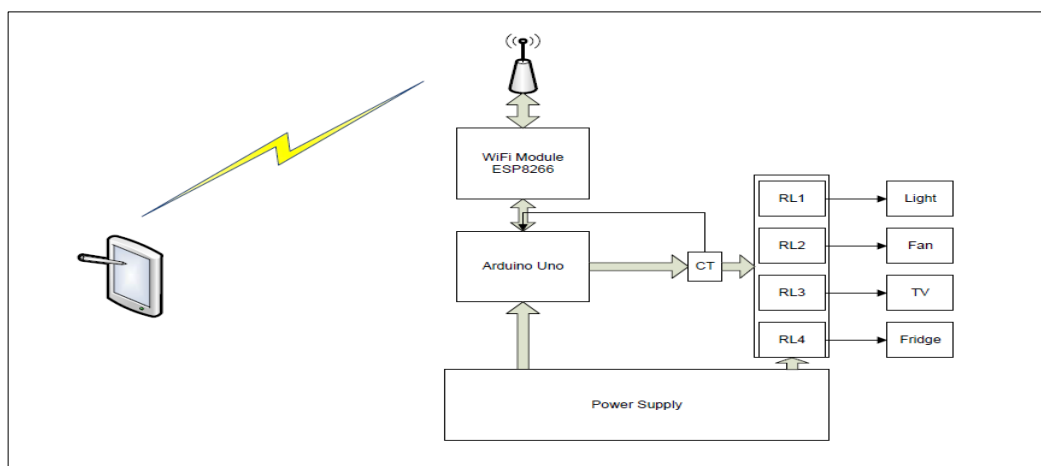 WiFi Module
ESP8266
RL1
Light
RL2
Fan
Arduino Uno
CT
RL3
TV
RL4
Fridge
Power Supply